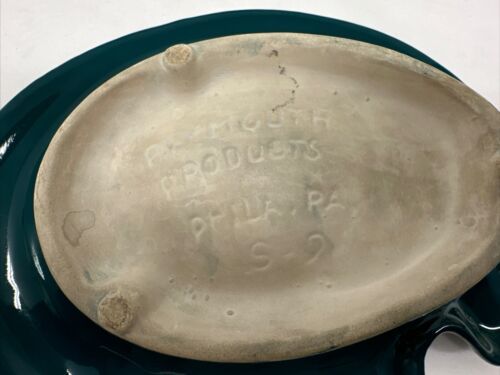 PLYMOUTH
PRODUCTS
PHILA. PA
S-9